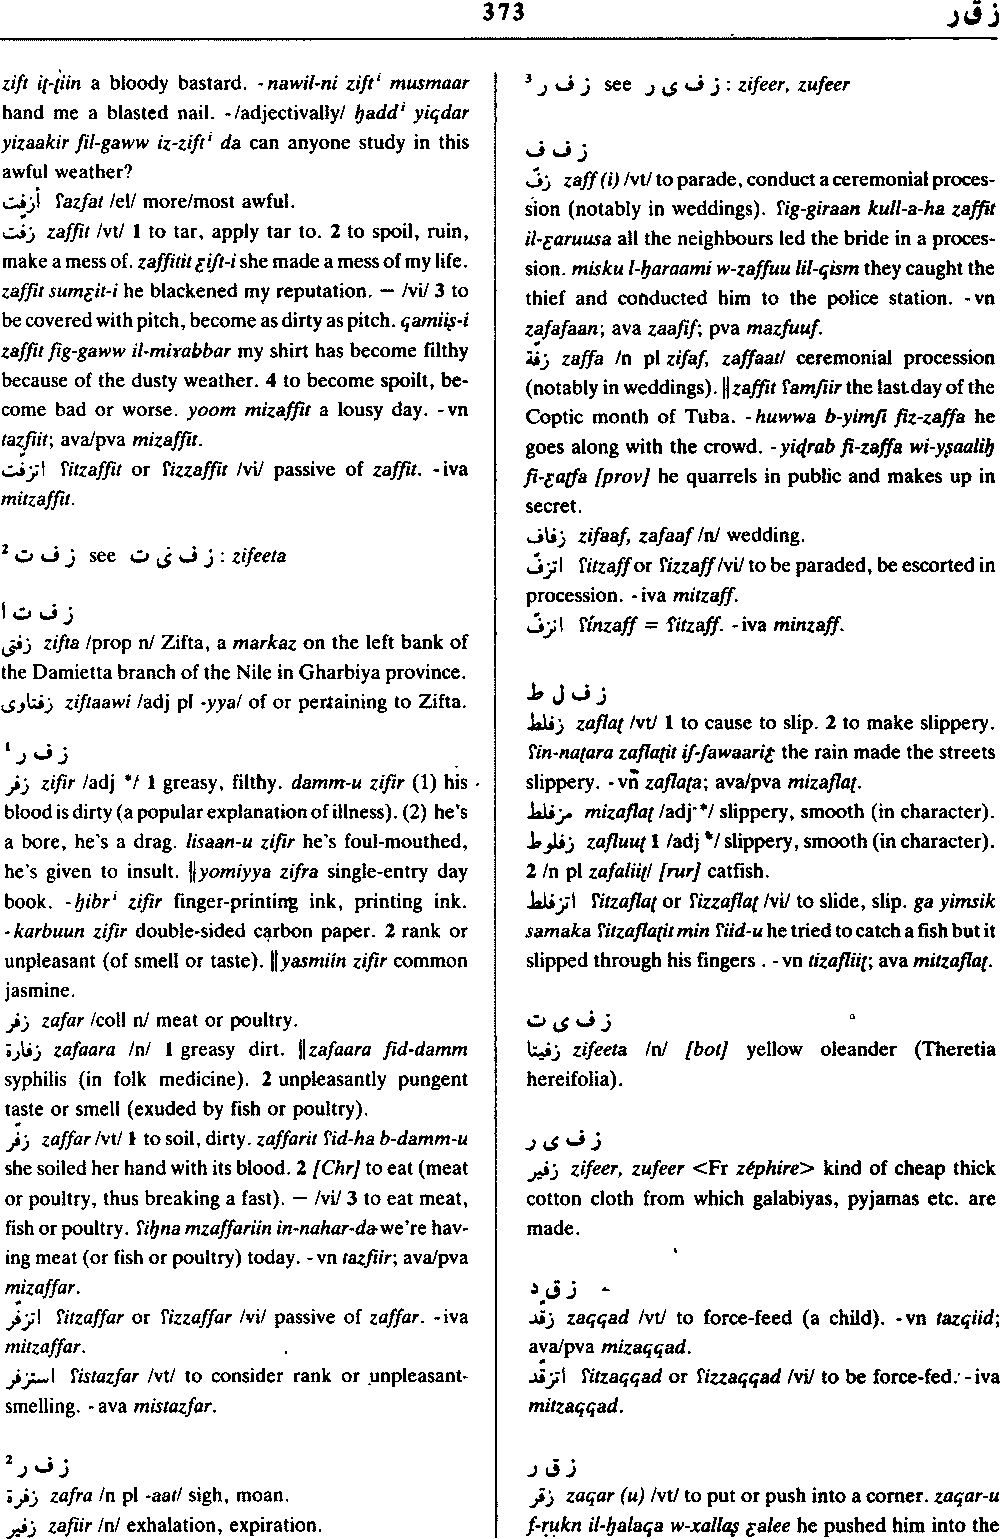 373
زقر
zift iṭ-ṭiin a bloody bastard. -nawil-ni ziftⁱ musmaar
hand me a blasted nail. -/adjectivally/ ḥaddⁱ yiqdar
yizaakir fil-gaww iz-ziftⁱ da can anyone study in this
awful weather?
أزفت ʕazfat /el/ more/most awful.
زفّت zaffit /vt/ 1 to tar, apply tar to. 2 to spoil, ruin,
make a mess of. zaffitit ʕift-i she made a mess of my life.
zaffit sumʕit-i he blackened my reputation. — /vi/ 3 to
be covered with pitch, become as dirty as pitch. qamiiṣ-i
zaffit fig-gaww il-miɤabbar my shirt has become filthy
because of the dusty weather. 4 to become spoilt, be-
come bad or worse. yoom mizaffit a lousy day. -vn
tazfiit; ava/pva mizaffit.
اتزفّت ʕitzaffit or ʕizzaffit /vi/ passive of zaffit. -iva
mitzaffit.
² ز ف ت see ز ف ي ت : zifeeta
ز ف ت ا
زفتى zifta /prop n/ Zifta, a markaz on the left bank of
the Damietta branch of the Nile in Gharbiya province.
زفتاوى ziftaawi /adj pl -yya/ of or pertaining to Zifta.
ز ف ر ¹
زفر zifir /adj */ 1 greasy, filthy. damm-u zifir (1) his
blood is dirty (a popular explanation of illness). (2) he's
a bore, he's a drag. lisaan-u zifir he's foul-mouthed,
he's given to insult. ‖yomiyya zifra single-entry day
book. -ḥibrⁱ zifir finger-printing ink, printing ink.
-karbuun zifir double-sided carbon paper. 2 rank or
unpleasant (of smell or taste). ‖yasmiin zifir common
jasmine.
زفر zafar /coll n/ meat or poultry.
زفارة zafaara /n/ 1 greasy dirt. ‖zafaara fid-damm
syphilis (in folk medicine). 2 unpleasantly pungent
taste or smell (exuded by fish or poultry).
زفّر zaffar /vt/ 1 to soil, dirty. zaffarit ʕid-ha b-damm-u
she soiled her hand with its blood. 2 [Chr] to eat (meat
or poultry, thus breaking a fast). — /vi/ 3 to eat meat,
fish or poultry. ʕiḥna mzaffariin in-nahar-da we're hav-
ing meat (or fish or poultry) today. -vn tazfiir; ava/pva
mizaffar.
اتزفّر ʕitzaffar or ʕizzaffar /vi/ passive of zaffar. -iva
mitzaffar.
استزفر ʕistazfar /vt/ to consider rank or unpleasant-
smelling. -ava mistazfar.
ز ف ر ²
زفرة zafra /n pl -aat/ sigh, moan.
زفير zafiir /n/ exhalation, expiration.
³ ز ف ر see ز ف ي ر : zifeer, zufeer
ز ف ف
زفّ zaff (i) /vt/ to parade, conduct a ceremonial proces-
sion (notably in weddings). ʕig-giraan kull-a-ha zaffit
il-ʕaruusa all the neighbours led the bride in a proces-
sion. misku l-ḥaraami w-zaffuu lil-qism they caught the
thief and conducted him to the police station. -vn
zafafaan; ava zaafif; pva mazfuuf.
زفّة zaffa /n pl zifaf, zaffaat/ ceremonial procession
(notably in weddings). ‖zaffit ʕamfiir the last day of the
Coptic month of Tuba. -huwwa b-yimfi fiz-zaffa he
goes along with the crowd. -yiḍrab fi-zaffa wi-yṣaaliḥ
fi-ʕaṭfa [prov] he quarrels in public and makes up in
secret.
زفاف zifaaf, zafaaf /n/ wedding.
اتزفّ ʕitzaff or ʕizzaff /vi/ to be paraded, be escorted in
procession. -iva mitzaff.
انزفّ ʕinzaff = ʕitzaff. -iva minzaff.
ز ف ل ط
زفلط zaflaṭ /vt/ 1 to cause to slip. 2 to make slippery.
ʕin-naṭara zaflaṭit if-fawaariʕ the rain made the streets
slippery. -vn zaflaṭa; ava/pva mizaflaṭ.
مزفلط mizaflaṭ /adj */ slippery, smooth (in character).
زفلوط zafluuṭ 1 /adj */ slippery, smooth (in character).
2 /n pl zafaliiṭ/ [rur] catfish.
اتزفلط ʕitzaflaṭ or ʕizzaflaṭ /vi/ to slide, slip. ga yimsik
samaka ʕitzaflaṭit min ʕiid-u he tried to catch a fish but it
slipped through his fingers . -vn tizafliiṭ; ava mitzaflaṭ.
ز ف ي ت
زفيتا zifeeta /n/ [bot] yellow oleander (Theretia
hereifolia).
ز ف ي ر
زفير zifeer, zufeer <Fr zéphire> kind of cheap thick
cotton cloth from which galabiyas, pyjamas etc. are
made.
ز ق د
زقّد zaqqad /vt/ to force-feed (a child). -vn tazqiid;
ava/pva mizaqqad.
اتزقّد ʕitzaqqad or ʕizzaqqad /vi/ to be force-fed. -iva
mitzaqqad.
ز ق ر
زقر zaqar (u) /vt/ to put or push into a corner. zaqar-u
f-rukn il-ḥalaqa w-xallaṣ ʕalee he pushed him into the